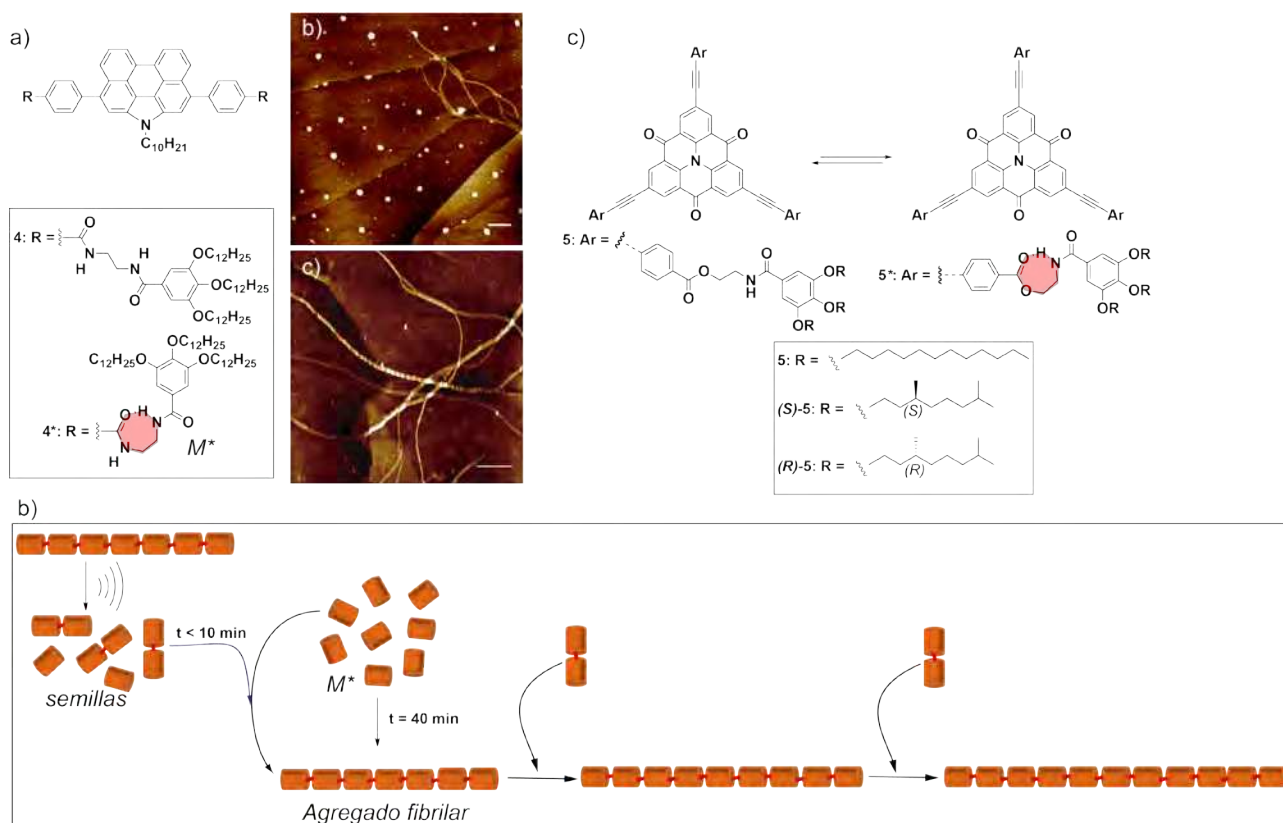 a)
R
R
N
C10H21
4: R =
O
N
H
H
N
O
OC12H25
OC12H25
OC12H25
OC12H25
C12H25O
OC12H25
O
H
N
O
4*: R =
N
H
M*
b)
c)
c)
Ar
Ar
O
O
O
O
N
N
Ar
O
Ar
Ar
O
Ar
5: Ar =
O
O
N
H
O
OR
OR
OR
5*: Ar =
O
H
N
O
O
OR
OR
OR
5: R =
(S)-5: R =
(S)
(R)-5: R =
(R)
b)
t < 10 min
semillas
M*
t = 40 min
Agregado fibrilar